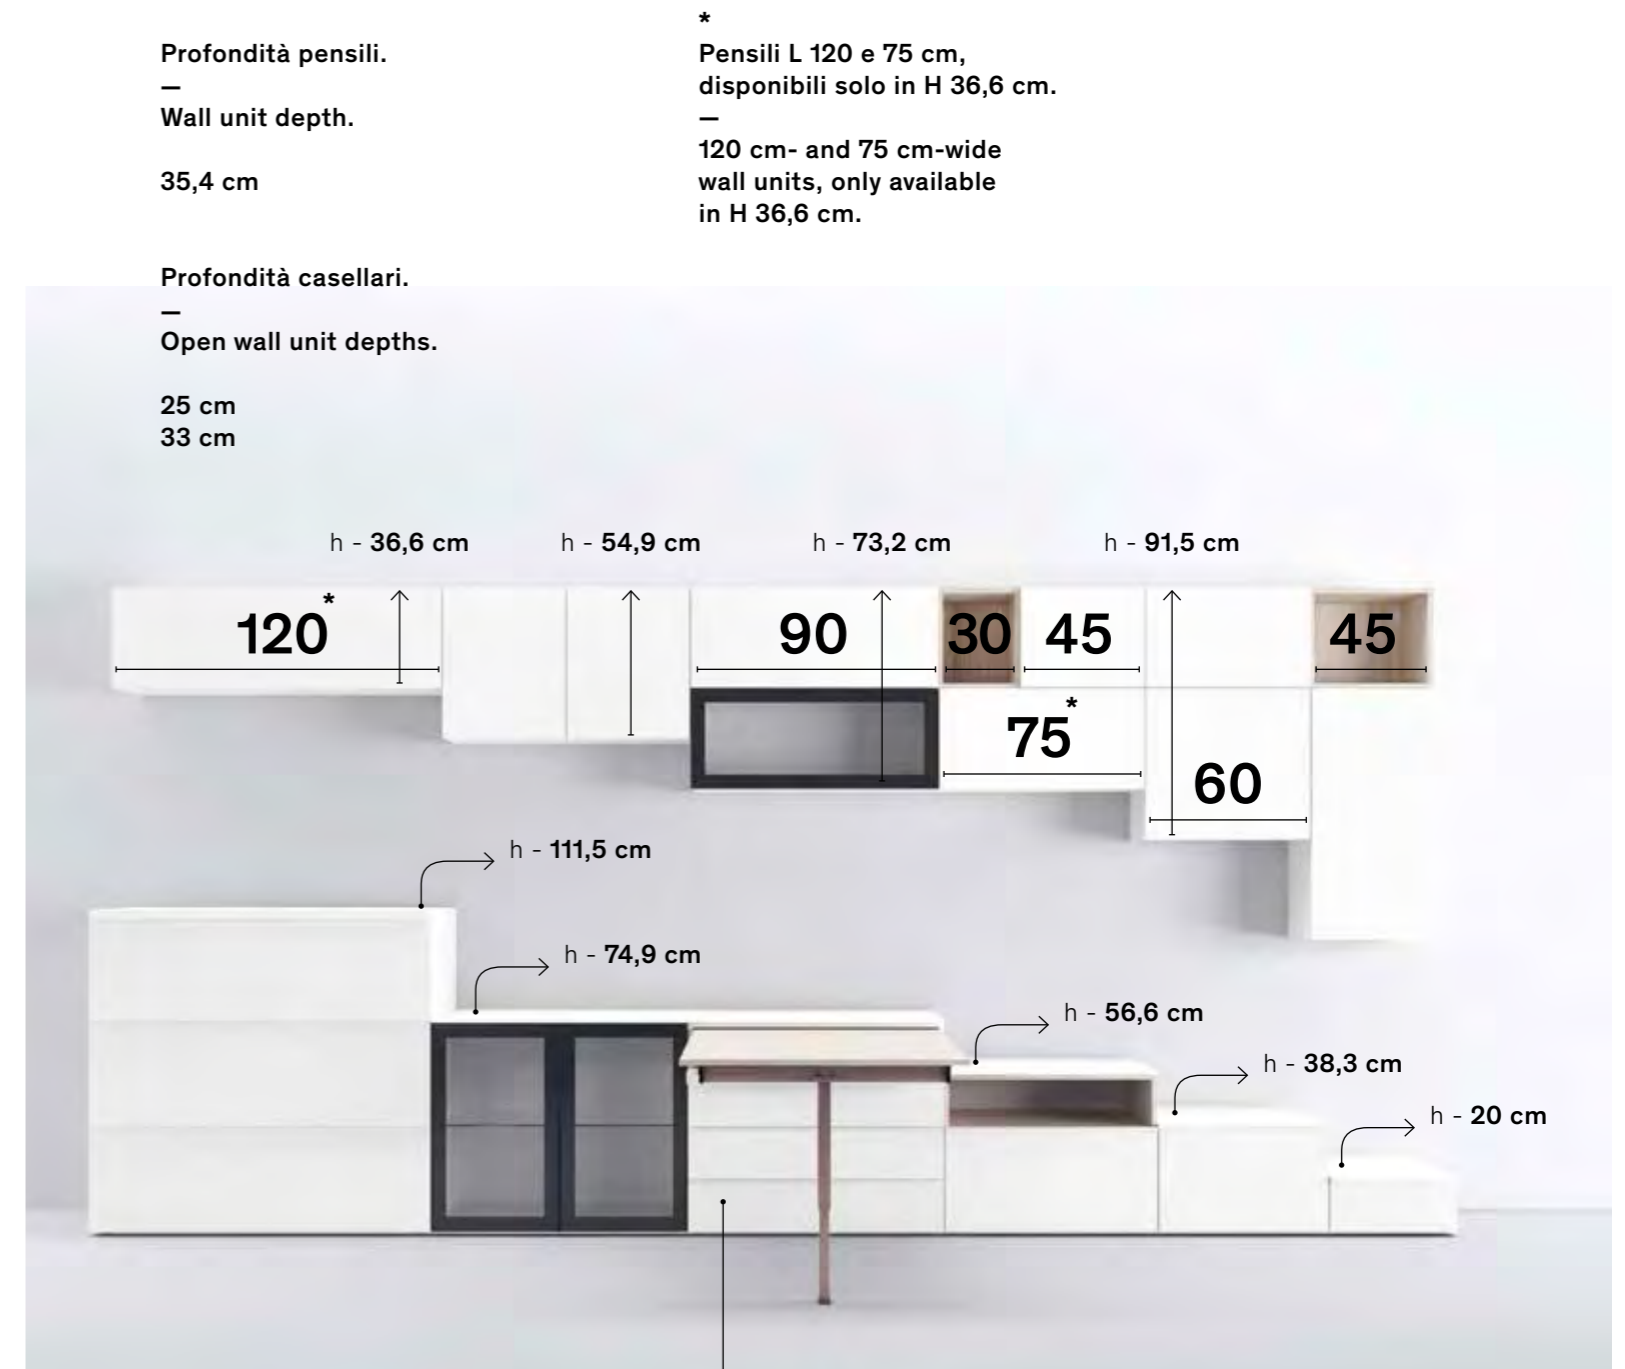 Profondità pensili.
—
Wall unit depth.
35,4 cm
Profondità casellari.
—
Open wall unit depths.
25 cm
33 cm
*
Pensili L 120 e 75 cm,
disponibili solo in H 36,6 cm.
—
120 cm- and 75 cm-wide
wall units, only available
in H 36,6 cm.
h - 36,6 cm
h - 54,9 cm
h - 73,2 cm
h - 91,5 cm
120*
90
30
45
45
75*
60
h - 111,5 cm
h - 74,9 cm
h - 56,6 cm
h - 38,3 cm
h - 20 cm